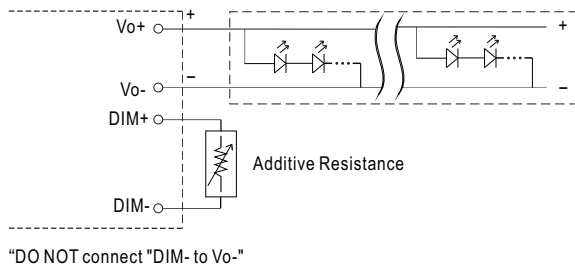 Vo+
+
+
Vo-
−
−
DIM+
Additive Resistance
DIM-
“DO NOT connect "DIM- to Vo-"